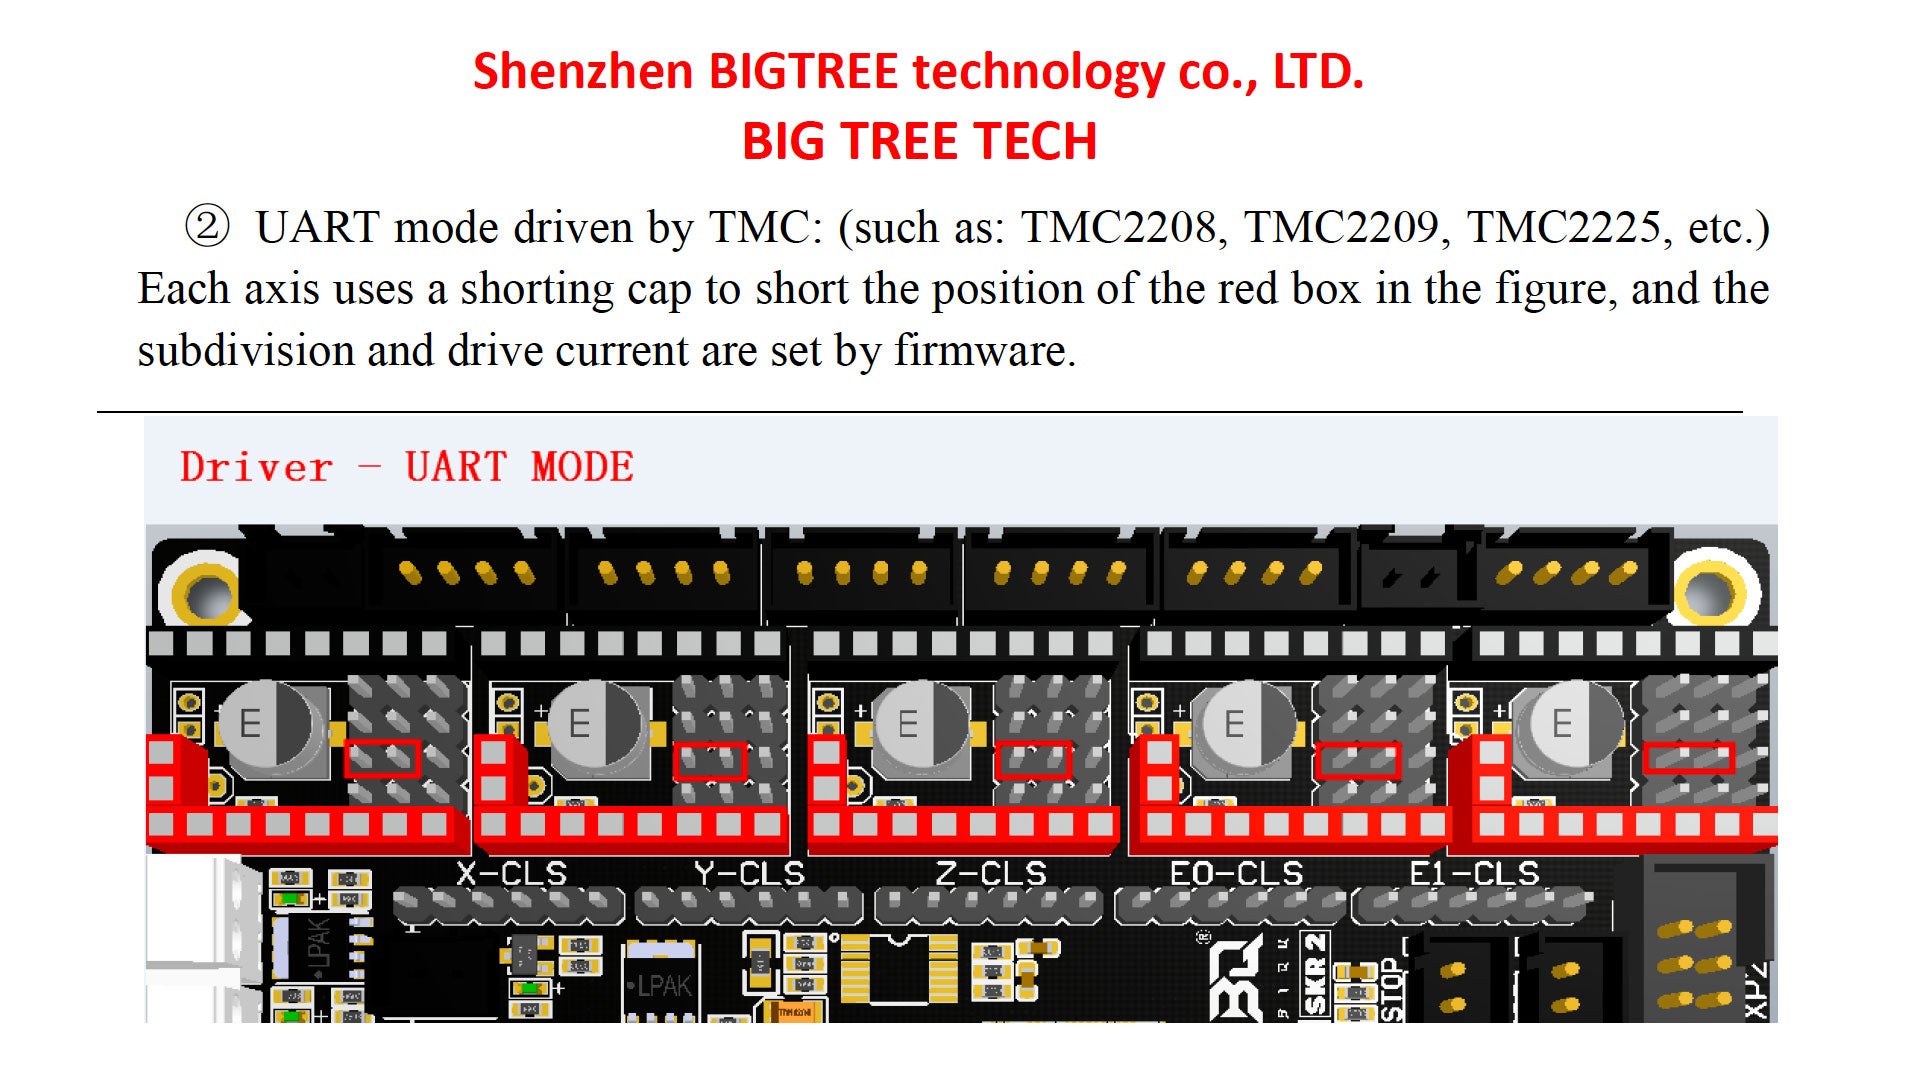 Shenzhen BIGTREE technology co., LTD.
BIG TREE TECH
② UART mode driven by TMC: (such as: TMC2208, TMC2209, TMC2225, etc.)
Each axis uses a shorting cap to short the position of the red box in the figure, and the
subdivision and drive current are set by firmware.
Driver - UART MODE
E E E E E
X-CLS Y-CLS Z-CLS E0-CLS E1-CLS
LPAK
LPAK
SKR 2
STOP
XP2